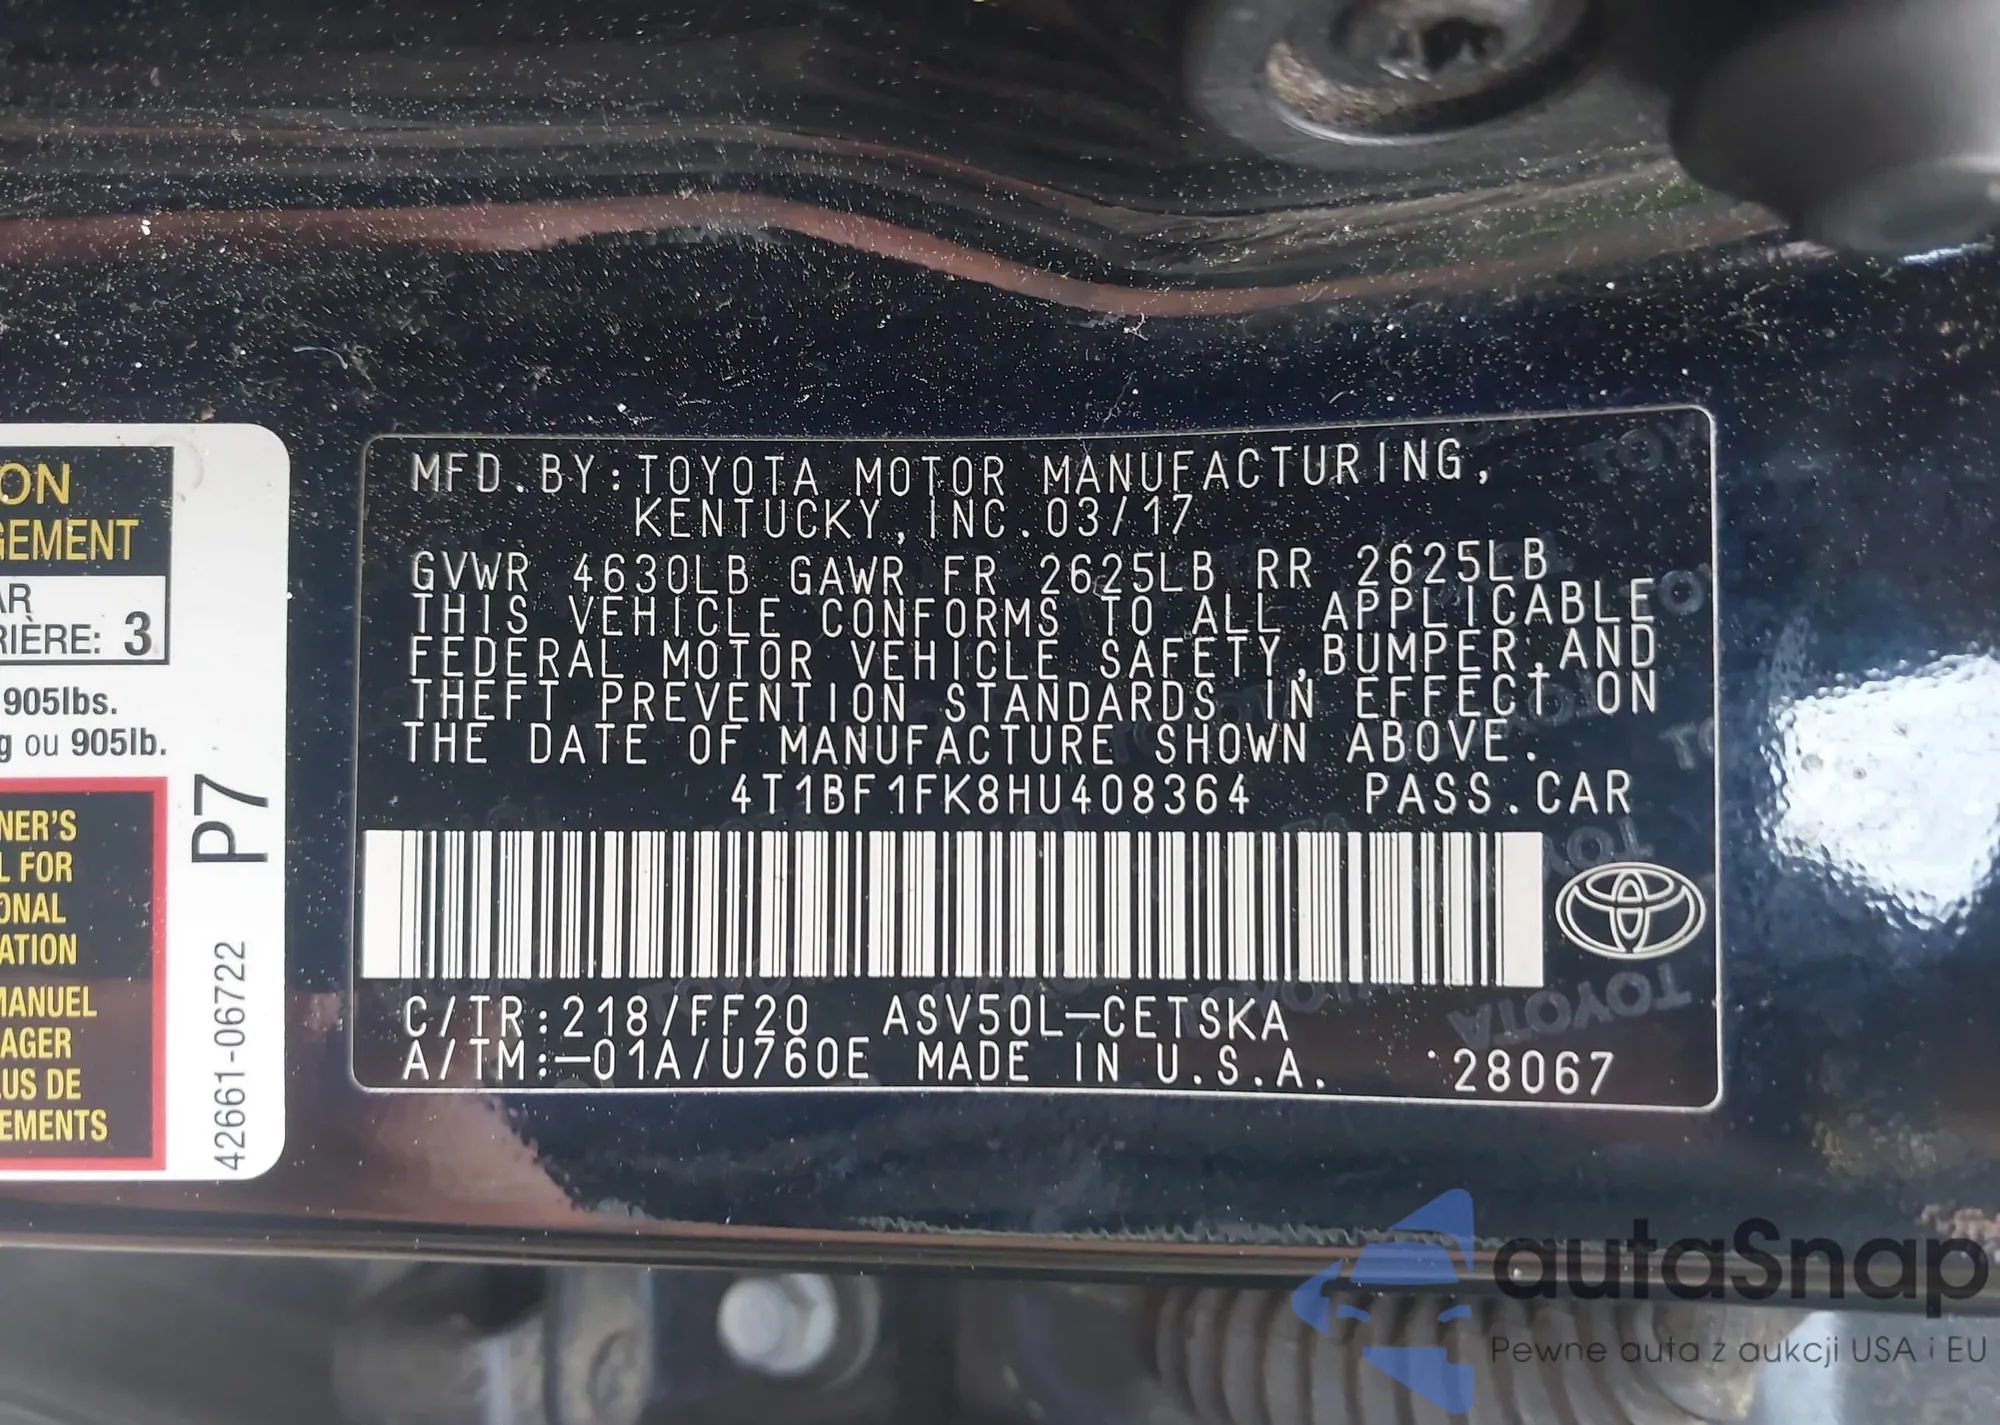 ON
GEMENT
AR
RIÈRE: 3
905lbs.
g ou 905lb.
NER'S
L FOR
ONAL
ATION
MANUEL
AGER
LUS DE
EMENTS
P7
42661-06722
MFD.BY:TOYOTA MOTOR MANUFACTURING,
KENTUCKY,INC.03/17
GVWR 4630LB GAWR FR 2625LB RR 2625LB
THIS VEHICLE CONFORMS TO ALL APPLICABLE
FEDERAL MOTOR VEHICLE SAFETY,BUMPER,AND
THEFT PREVENTION STANDARDS IN EFFECT ON
THE DATE OF MANUFACTURE SHOWN ABOVE.
4T1BF1FK8HU408364 PASS.CAR
C/TR:218/FF20 ASV50L-CETSKA
A/TM:-01A/U760E MADE IN U.S.A. 28067
TOYOTA
autaSnap
Pewne auta z aukcji USA i EU